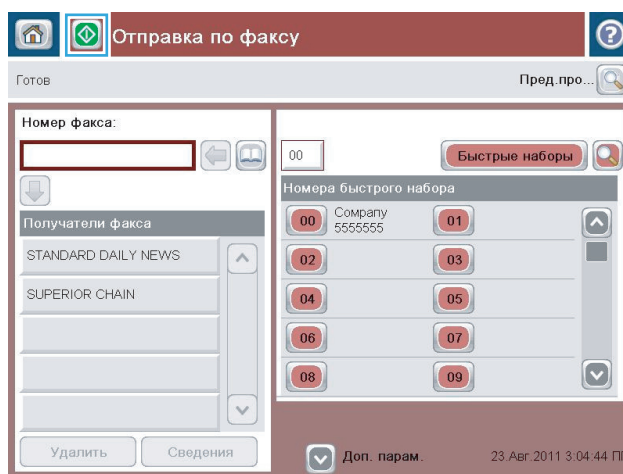 Отправка по факсу
?
Готов
Пред.про...
Номер факса:
00
Быстрые наборы
Номера быстрого набора
Получатели факса
STANDARD DAILY NEWS
SUPERIOR CHAIN
00 Company 5555555 01
02 03
04 05
06 07
08 09
Удалить
Сведения
Доп. парам.
23.Авг.2011 3:04:44 П